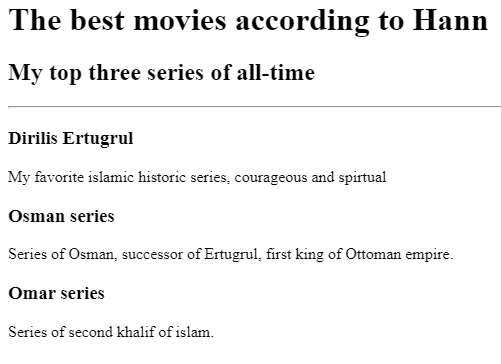 The best movies according to Hann
My top three series of all-time
Dirilis Ertugrul
My favorite islamic historic series, courageous and spirtual
Osman series
Series of Osman, successor of Ertugrul, first king of Ottoman empire.
Omar series
Series of second khalif of islam.